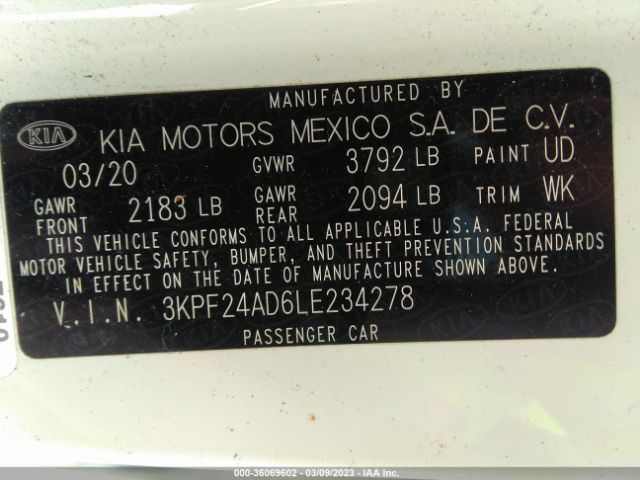 MANUFACTURED BY
KIA KIA MOTORS MEXICO S.A. DE C.V.
03/20 GVWR 3792 LB PAINT UD
GAWR FRONT 2183 LB GAWR REAR 2094 LB TRIM WK
THIS VEHICLE CONFORMS TO ALL APPLICABLE U.S.A. FEDERAL
MOTOR VEHICLE SAFETY, BUMPER, AND THEFT PREVENTION STANDARDS
IN EFFECT ON THE DATE OF MANUFACTURE SHOWN ABOVE.
V.I.N. 3KPF24AD6LE234278
PASSENGER CAR
000-36069602 - 03/09/2023 - IAA Inc.